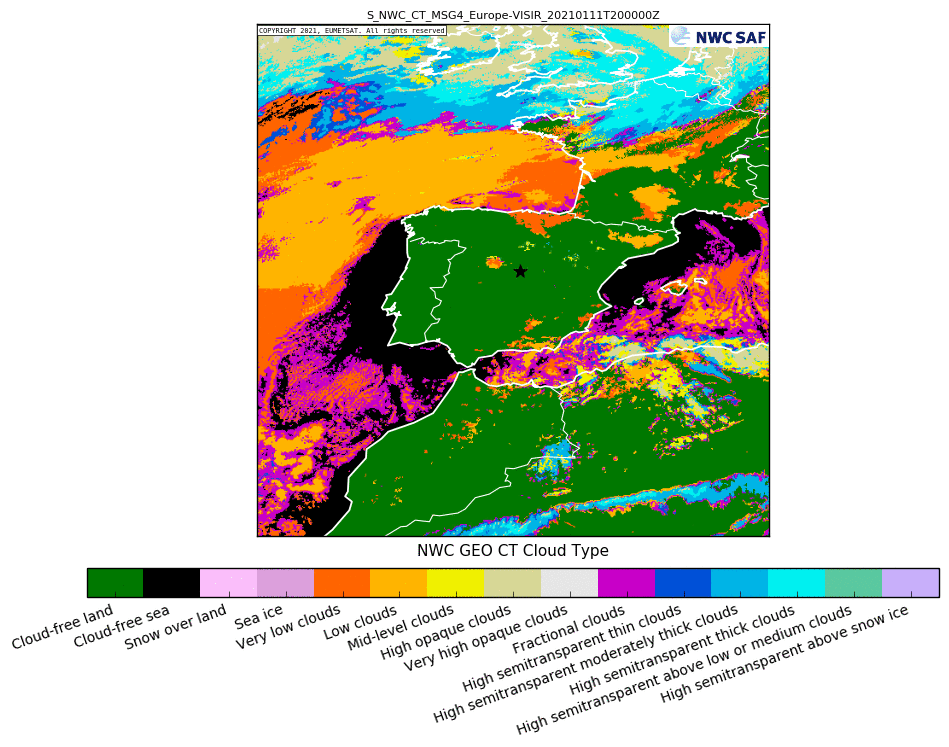 S_NWC_CT_MSG4_Europe-VISIR_20210111T200000Z
COPYRIGHT 2021, EUMETSAT. All rights reserved
NWC SAF
NWC GEO CT Cloud Type
Cloud-free land
Cloud-free sea
Snow over land
Sea ice
Very low clouds
Low clouds
Mid-level clouds
High opaque clouds
Very high opaque clouds
Fractional clouds
High semitransparent thin clouds
High semitransparent moderately thick clouds
High semitransparent thick clouds
High semitransparent above low or medium clouds
High semitransparent above snow ice